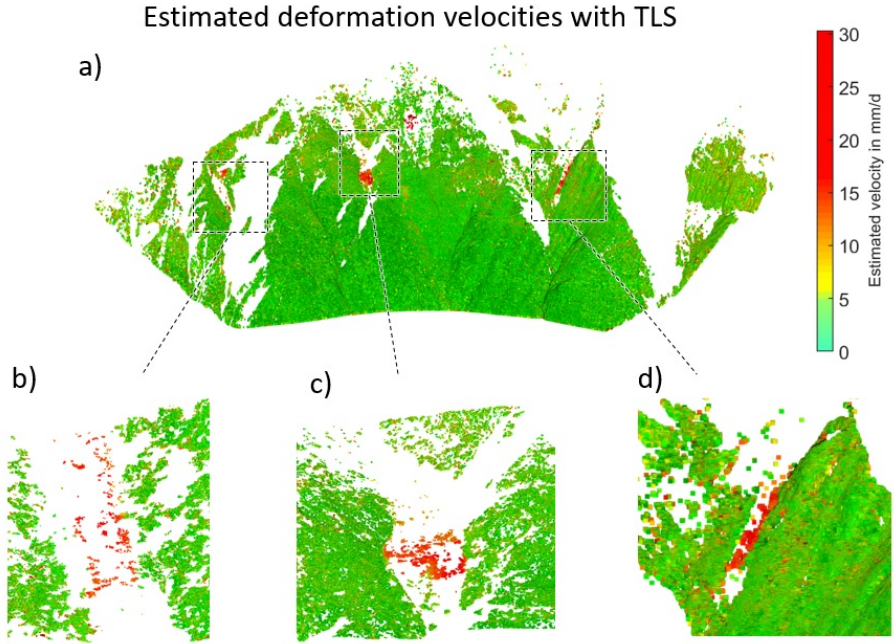 Estimated deformation velocities with TLS
a)
30
25
20
15
10
5
0
Estimated velocity in mm/d
b)
c)
d)